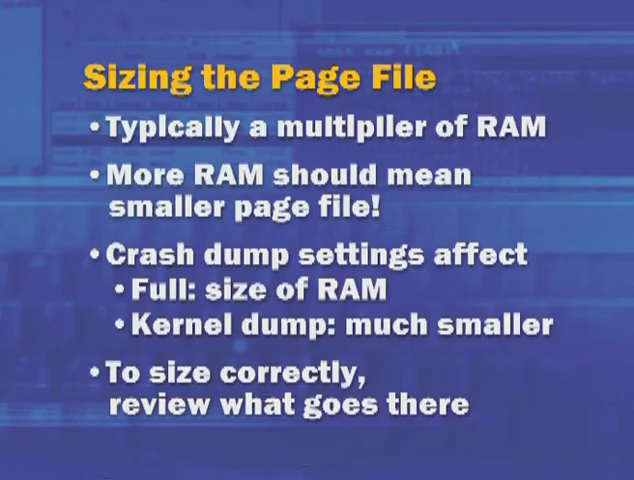 Sizing the Page File
•Typically a multiplier of RAM
•More RAM should mean
smaller page file!
•Crash dump settings affect
•Full: size of RAM
•Kernel dump: much smaller
•To size correctly,
review what goes there